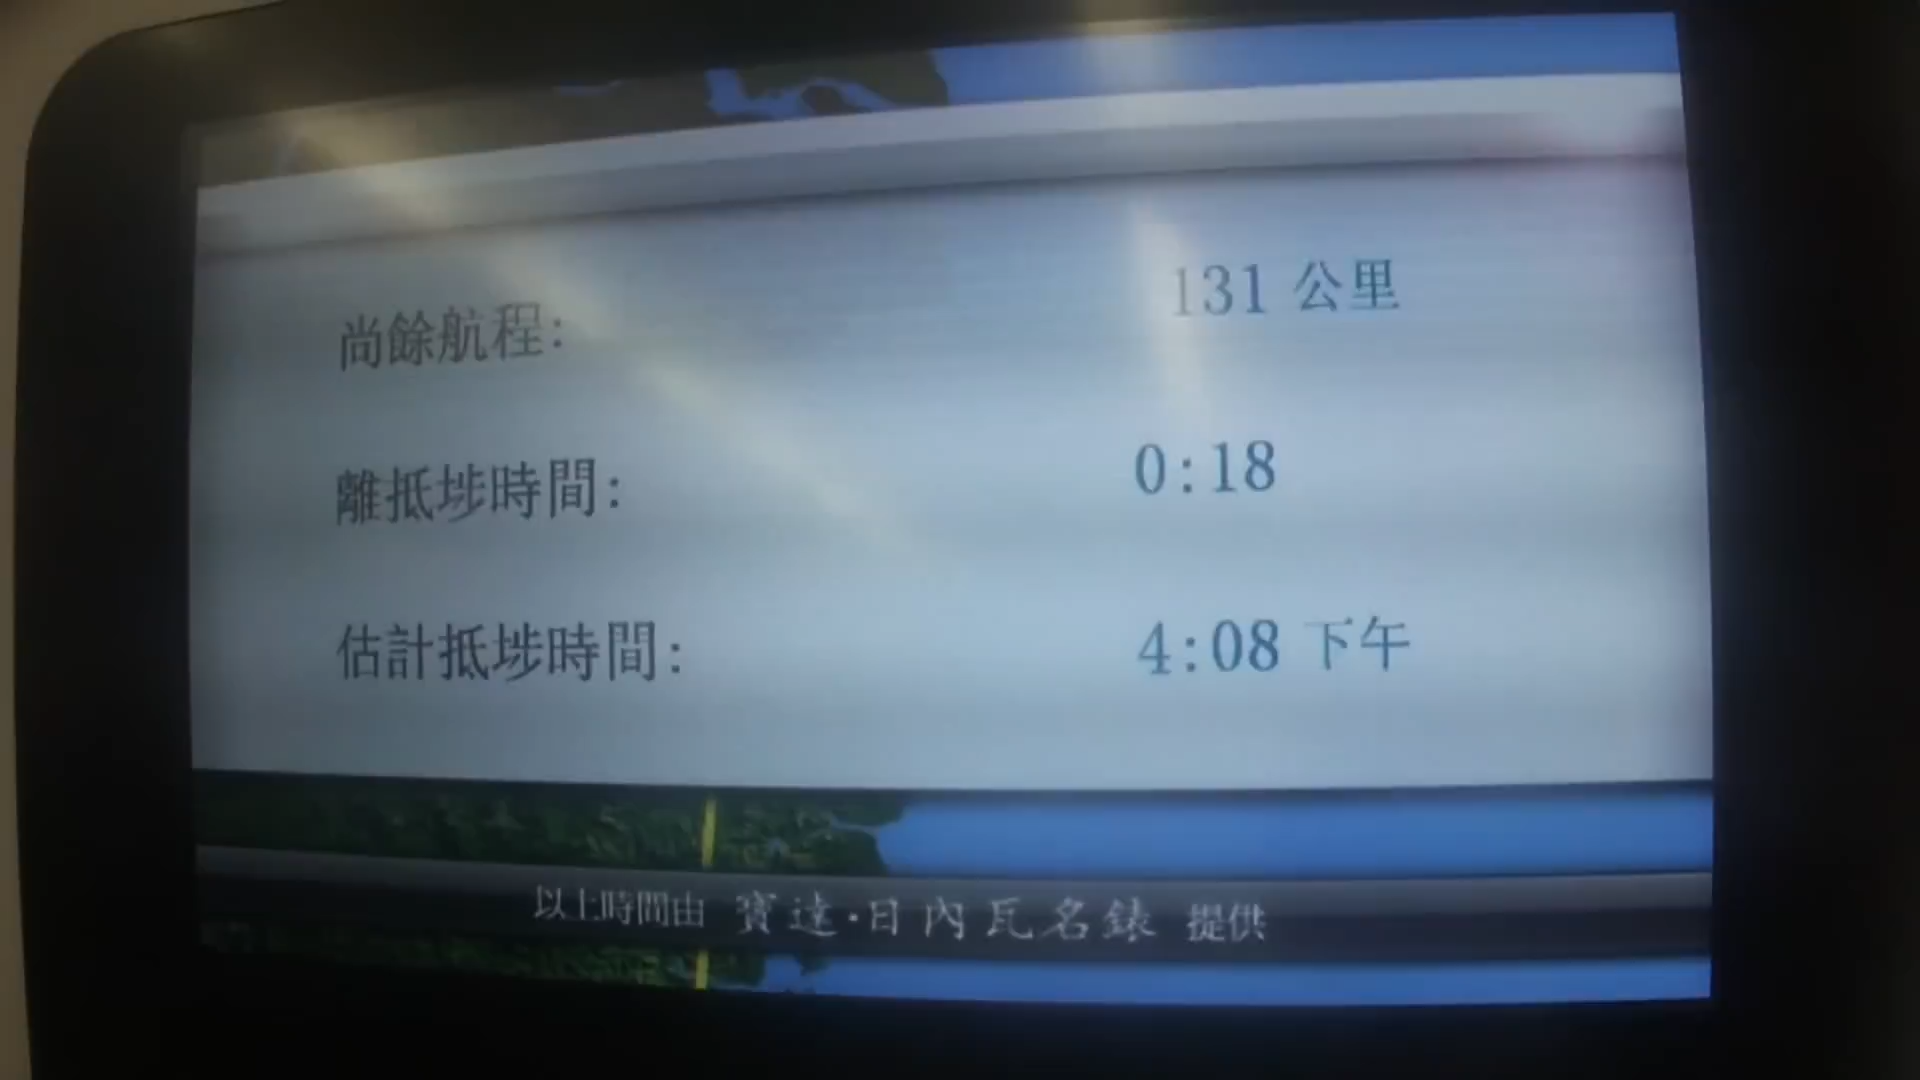 尚餘航程: 131 公里
離抵埗時間: 0:18
估計抵埗時間: 4:08 下午
以上時間由 寶達·日內瓦名錶 提供